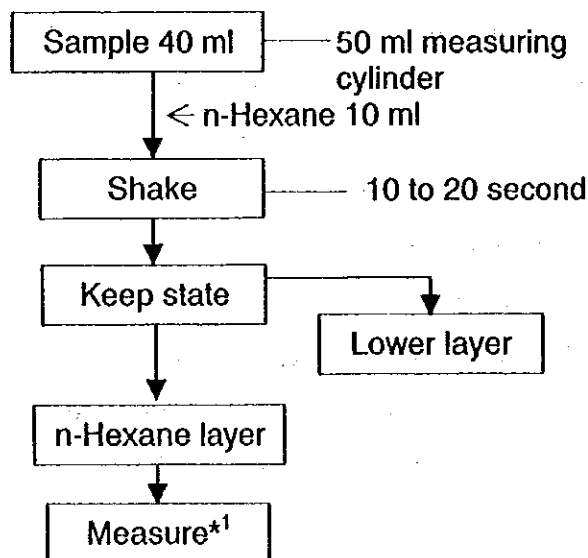 Sample 40 ml
50 ml measuring
cylinder
n-Hexane 10 ml
Shake
10 to 20 second
Keep state
Lower layer
n-Hexane layer
Measure*¹